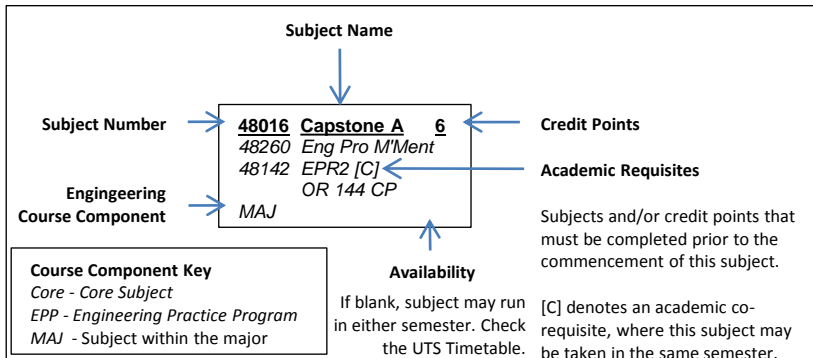 Subject Name
Subject Number
48016 Capstone A 6
Credit Points
48260 Eng Pro M'Ment
48142 EPR2 [C]
Academic Requisites
OR 144 CP
Engingeering
Course Component
MAJ
Subjects and/or credit points that
must be completed prior to the
commencement of this subject.
Course Component Key
Core - Core Subject
EPP - Engineering Practice Program
MAJ - Subject within the major
Availability
If blank, subject may run
in either semester. Check
the UTS Timetable.
[C] denotes an academic co-
requisite, where this subject may
be taken in the same semester.